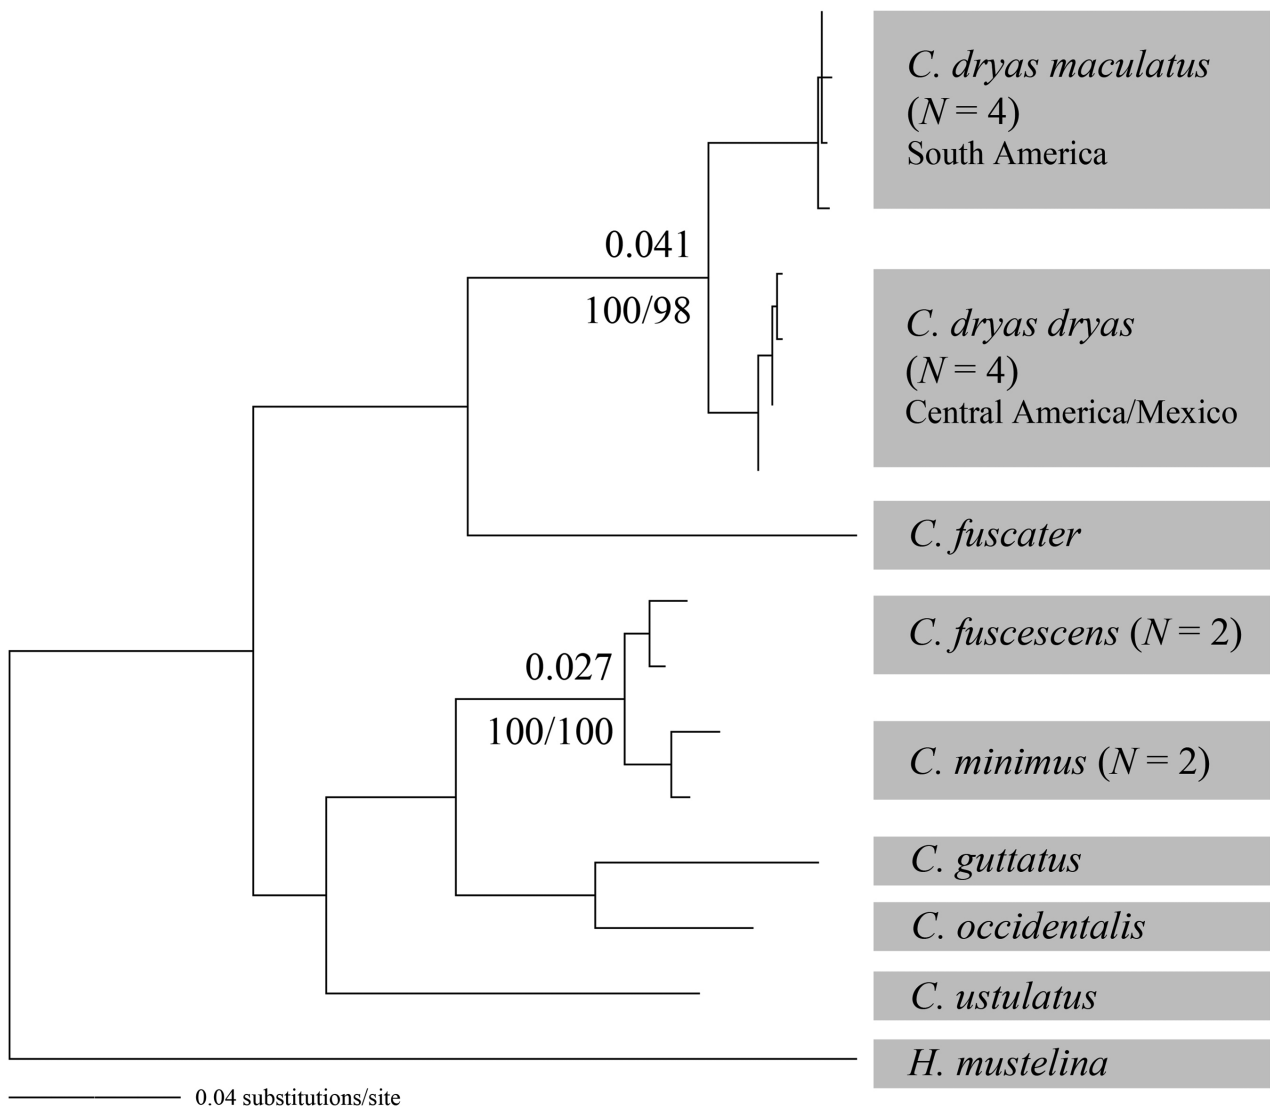 C. dryas maculatus
(N = 4)
South America
0.041
100/98
C. dryas dryas
(N = 4)
Central America/Mexico
C. fuscater
C. fuscescens (N = 2)
0.027
100/100
C. minimus (N = 2)
C. guttatus
C. occidentalis
C. ustulatus
H. mustelina
0.04 substitutions/site